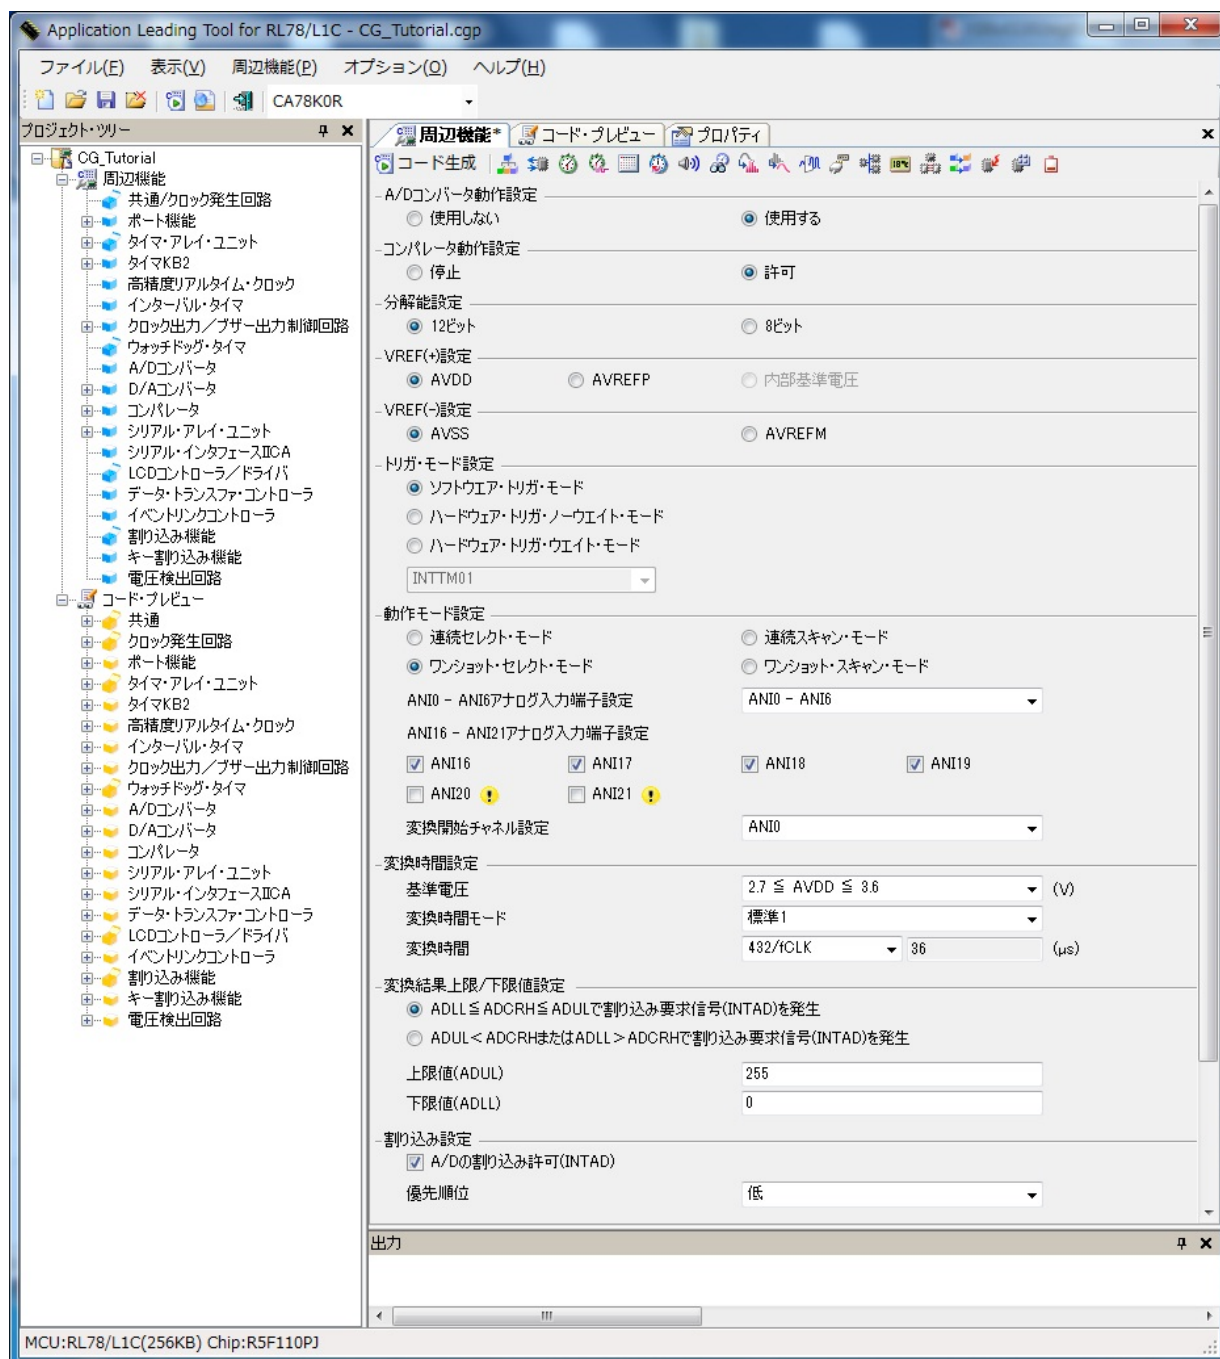 Application Leading Tool for RL78/L1C - CG_Tutorial.cgp
ファイル(F) 表示(V) 周辺機能(P) オプション(O) ヘルプ(H)
CA78K0R
プロジェクト・ツリー
CG_Tutorial
周辺機能
共通/クロック発生回路
ポート機能
タイマ・アレイ・ユニット
タイマKB2
高精度リアルタイム・クロック
インターバル・タイマ
クロック出力/ブザー出力制御回路
ウォッチドッグ・タイマ
A/Dコンバータ
D/Aコンバータ
コンパレータ
シリアル・アレイ・ユニット
シリアル・インタフェースIICA
LCDコントローラ/ドライバ
データ・トランスファ・コントローラ
イベントリンクコントローラ
割り込み機能
キー割り込み機能
電圧検出回路
コード・プレビュー
共通
クロック発生回路
ポート機能
タイマ・アレイ・ユニット
タイマKB2
高精度リアルタイム・クロック
インターバル・タイマ
クロック出力/ブザー出力制御回路
ウォッチドッグ・タイマ
A/Dコンバータ
D/Aコンバータ
コンパレータ
シリアル・アレイ・ユニット
シリアル・インタフェースIICA
データ・トランスファ・コントローラ
LCDコントローラ/ドライバ
イベントリンクコントローラ
割り込み機能
キー割り込み機能
電圧検出回路
周辺機能* コード・プレビュー プロパティ
コード生成
A/Dコンバータ動作設定
使用しない 使用する
コンパレータ動作設定
停止 許可
分解能設定
12ビット 8ビット
VREF(+)設定
AVDD AVREFP 内部基準電圧
VREF(-)設定
AVSS AVREFM
トリガ・モード設定
ソフトウエア・トリガ・モード
ハードウェア・トリガ・ノーウエイト・モード
ハードウェア・トリガ・ウエイト・モード
INTTM01
動作モード設定
連続セレクト・モード 連続スキャン・モード
ワンショット・セレクト・モード ワンショット・スキャン・モード
ANI0 - ANI6アナログ入力端子設定 ANI0 - ANI6
ANI16 - ANI21アナログ入力端子設定
ANI16 ANI17 ANI18 ANI19
ANI20 ANI21
変換開始チャネル設定 ANI0
変換時間設定
基準電圧 2.7 ≦ AVDD ≦ 3.6 (V)
変換時間モード 標準1
変換時間 432/fCLK 36 (μs)
変換結果上限/下限値設定
ADLL≦ADCRH≦ADULで割り込み要求信号(INTAD)を発生
ADUL<ADCRHまたはADLL>ADCRHで割り込み要求信号(INTAD)を発生
上限値(ADUL) 255
下限値(ADLL) 0
割り込み設定
A/Dの割り込み許可(INTAD)
優先順位 低
出力
MCU:RL78/L1C(256KB) Chip:R5F110PJ